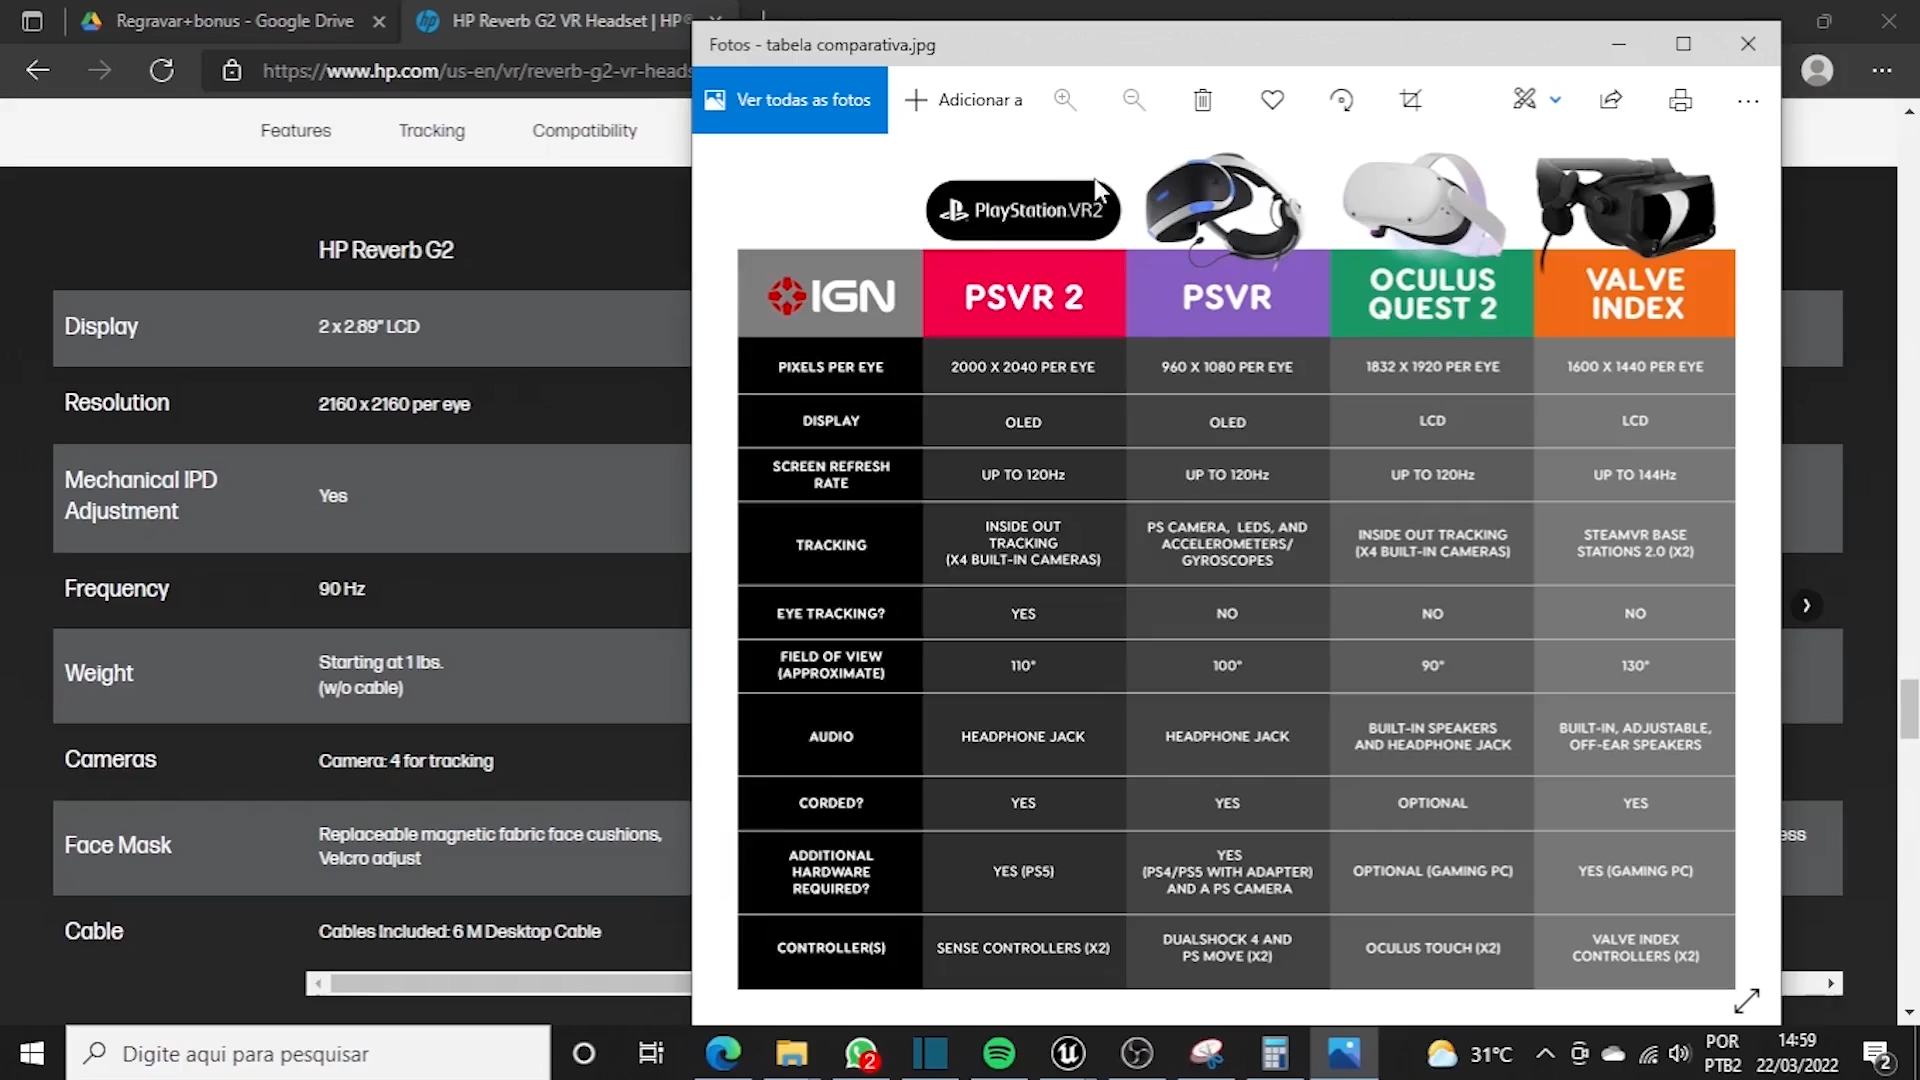 Regravar+bonus - Google Drive
HP Reverb G2 VR Headset | HP®
https://www.hp.com/us-en/vr/reverb-g2-vr-heads
Features
Tracking
Compatibility
HP Reverb G2
Display
2 x 2.89" LCD
Resolution
2160 x 2160 per eye
Mechanical IPD
Adjustment
Yes
Frequency
90 Hz
Weight
Starting at 1 lbs.
(w/o cable)
Cameras
Camera: 4 for tracking
Face Mask
Replaceable magnetic fabric face cushions,
Velcro adjust
Cable
Cables Included: 6 M Desktop Cable
ess
Fotos - tabela comparativa.jpg
Ver todas as fotos
Adicionar a
PlayStation.VR2
IGN
PSVR 2
PSVR
OCULUS
QUEST 2
VALVE
INDEX
PIXELS PER EYE
2000 X 2040 PER EYE
960 X 1080 PER EYE
1832 X 1920 PER EYE
1600 X 1440 PER EYE
DISPLAY
OLED
OLED
LCD
LCD
SCREEN REFRESH
RATE
UP TO 120Hz
UP TO 120Hz
UP TO 120Hz
UP TO 144Hz
TRACKING
INSIDE OUT
TRACKING
(X4 BUILT-IN CAMERAS)
PS CAMERA, LEDS, AND
ACCELEROMETERS/
GYROSCOPES
INSIDE OUT TRACKING
(X4 BUILT-IN CAMERAS)
STEAMVR BASE
STATIONS 2.0 (X2)
EYE TRACKING?
YES
NO
NO
NO
FIELD OF VIEW
(APPROXIMATE)
110°
100°
90°
130°
AUDIO
HEADPHONE JACK
HEADPHONE JACK
BUILT-IN SPEAKERS
AND HEADPHONE JACK
BUILT-IN, ADJUSTABLE,
OFF-EAR SPEAKERS
CORDED?
YES
YES
OPTIONAL
YES
ADDITIONAL
HARDWARE
REQUIRED?
YES (PS5)
YES
(PS4/PS5 WITH ADAPTER)
AND A PS CAMERA
OPTIONAL (GAMING PC)
YES (GAMING PC)
CONTROLLER(S)
SENSE CONTROLLERS (X2)
DUALSHOCK 4 AND
PS MOVE (X2)
OCULUS TOUCH (X2)
VALVE INDEX
CONTROLLERS (X2)
Digite aqui para pesquisar
2
31°C
POR
PTB2
14:59
22/03/2022
2